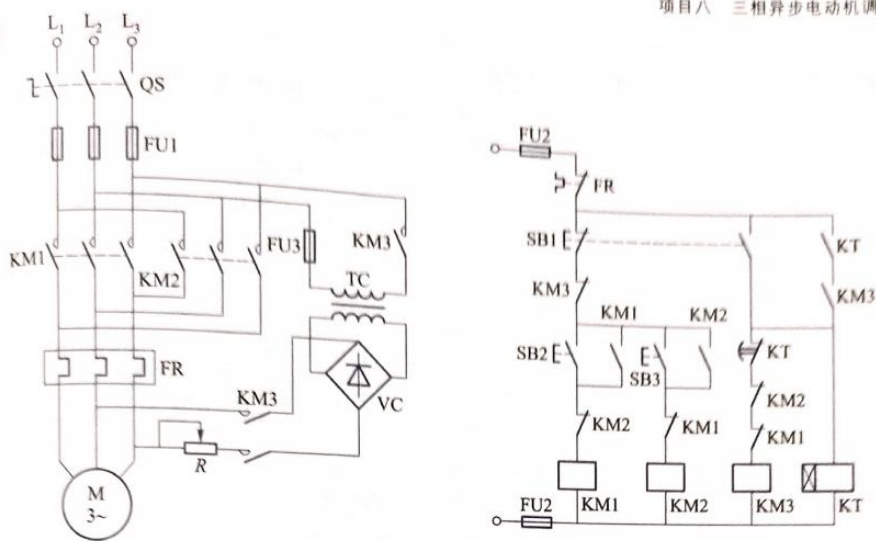 项目八 三相异步电动机调
L1 L2 L3
QS
FU1
KM1
KM2
FU3
KM3
TC
FR
KM3
VC
R
M
3~
FU2
FR
SB1
KT
KM3
KM3
KM1
KM2
SB2
SB3
KT
KM2
KM2
KM1
KM1
KM1
KM2
KM3
KT
FU2